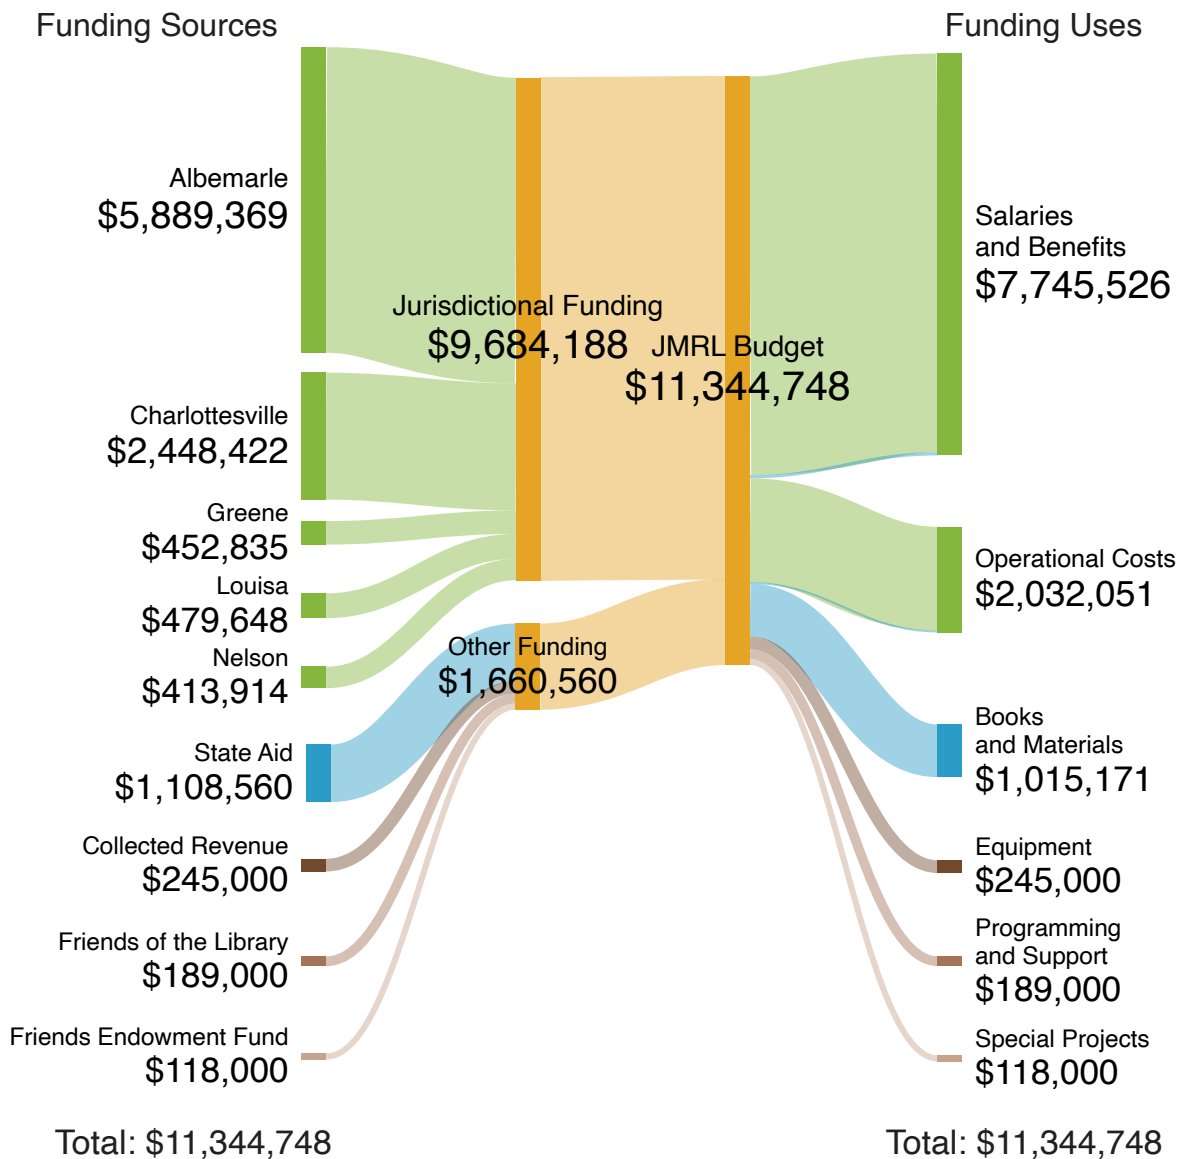 Funding Sources
Funding Uses
Albemarle
$5,889,369
Charlottesville
$2,448,422
Greene
$452,835
Louisa
$479,648
Nelson
$413,914
State Aid
$1,108,560
Collected Revenue
$245,000
Friends of the Library
$189,000
Friends Endowment Fund
$118,000
Total: $11,344,748
Jurisdictional Funding
$9,684,188
Other Funding
$1,660,560
JMRL Budget
$11,344,748
Salaries
and Benefits
$7,745,526
Operational Costs
$2,032,051
Books
and Materials
$1,015,171
Equipment
$245,000
Programming
and Support
$189,000
Special Projects
$118,000
Total: $11,344,748